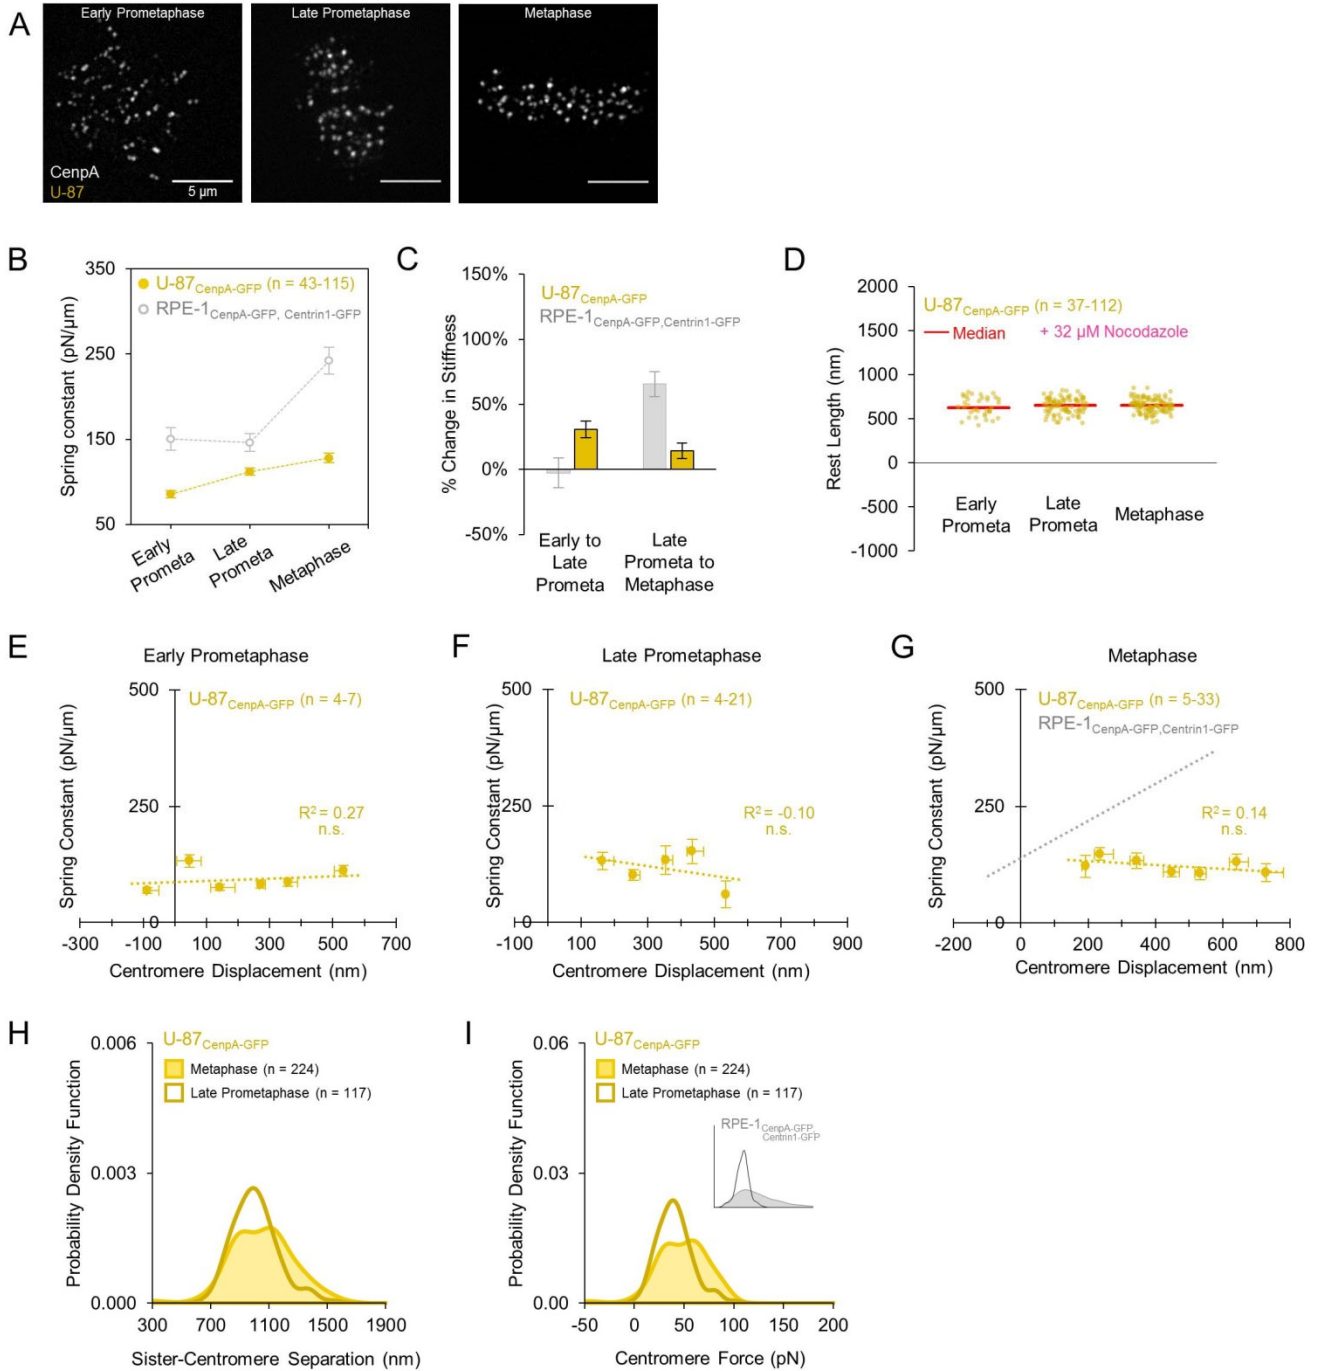 A
Early Prometaphase
Late Prometaphase
Metaphase
CenpA
U-87
5 µm
B
Spring constant (pN/µm)
350
250
150
50
U-87CenpA-GFP (n = 43-115)
RPE-1CenpA-GFP, Centrin1-GFP
Early Prometa
Late Prometa
Metaphase
C
% Change in Stiffness
150%
100%
50%
0%
-50%
U-87CenpA-GFP
RPE-1CenpA-GFP,Centrin1-GFP
Early to
Late
Prometa
Late
Prometa to
Metaphase
D
Rest Length (nm)
2000
1500
1000
500
0
-500
-1000
U-87CenpA-GFP (n = 37-112)
Median
+ 32 µM Nocodazole
Early
Prometa
Late
Prometa
Metaphase
E
Early Prometaphase
Spring Constant (pN/µm)
500
250
0
U-87CenpA-GFP (n = 4-7)
R² = 0.27
n.s.
-300 -100 100 300 500 700
Centromere Displacement (nm)
F
Late Prometaphase
Spring Constant (pN/µm)
500
250
0
U-87CenpA-GFP (n = 4-21)
R² = -0.10
n.s.
-100 100 300 500 700 900
Centromere Displacement (nm)
G
Metaphase
Spring Constant (pN/µm)
500
250
0
U-87CenpA-GFP (n = 5-33)
RPE-1CenpA-GFP,Centrin1-GFP
R² = 0.14
n.s.
-200 0 200 400 600 800
Centromere Displacement (nm)
H
Probability Density Function
0.006
0.003
0.000
U-87CenpA-GFP
Metaphase (n = 224)
Late Prometaphase (n = 117)
300 700 1100 1500 1900
Sister-Centromere Separation (nm)
I
Probability Density Function
0.06
0.03
0.00
U-87CenpA-GFP
Metaphase (n = 224)
Late Prometaphase (n = 117)
RPE-1CenpA-GFP,
Centrin1-GFP
-50 0 50 100 150 200
Centromere Force (pN)